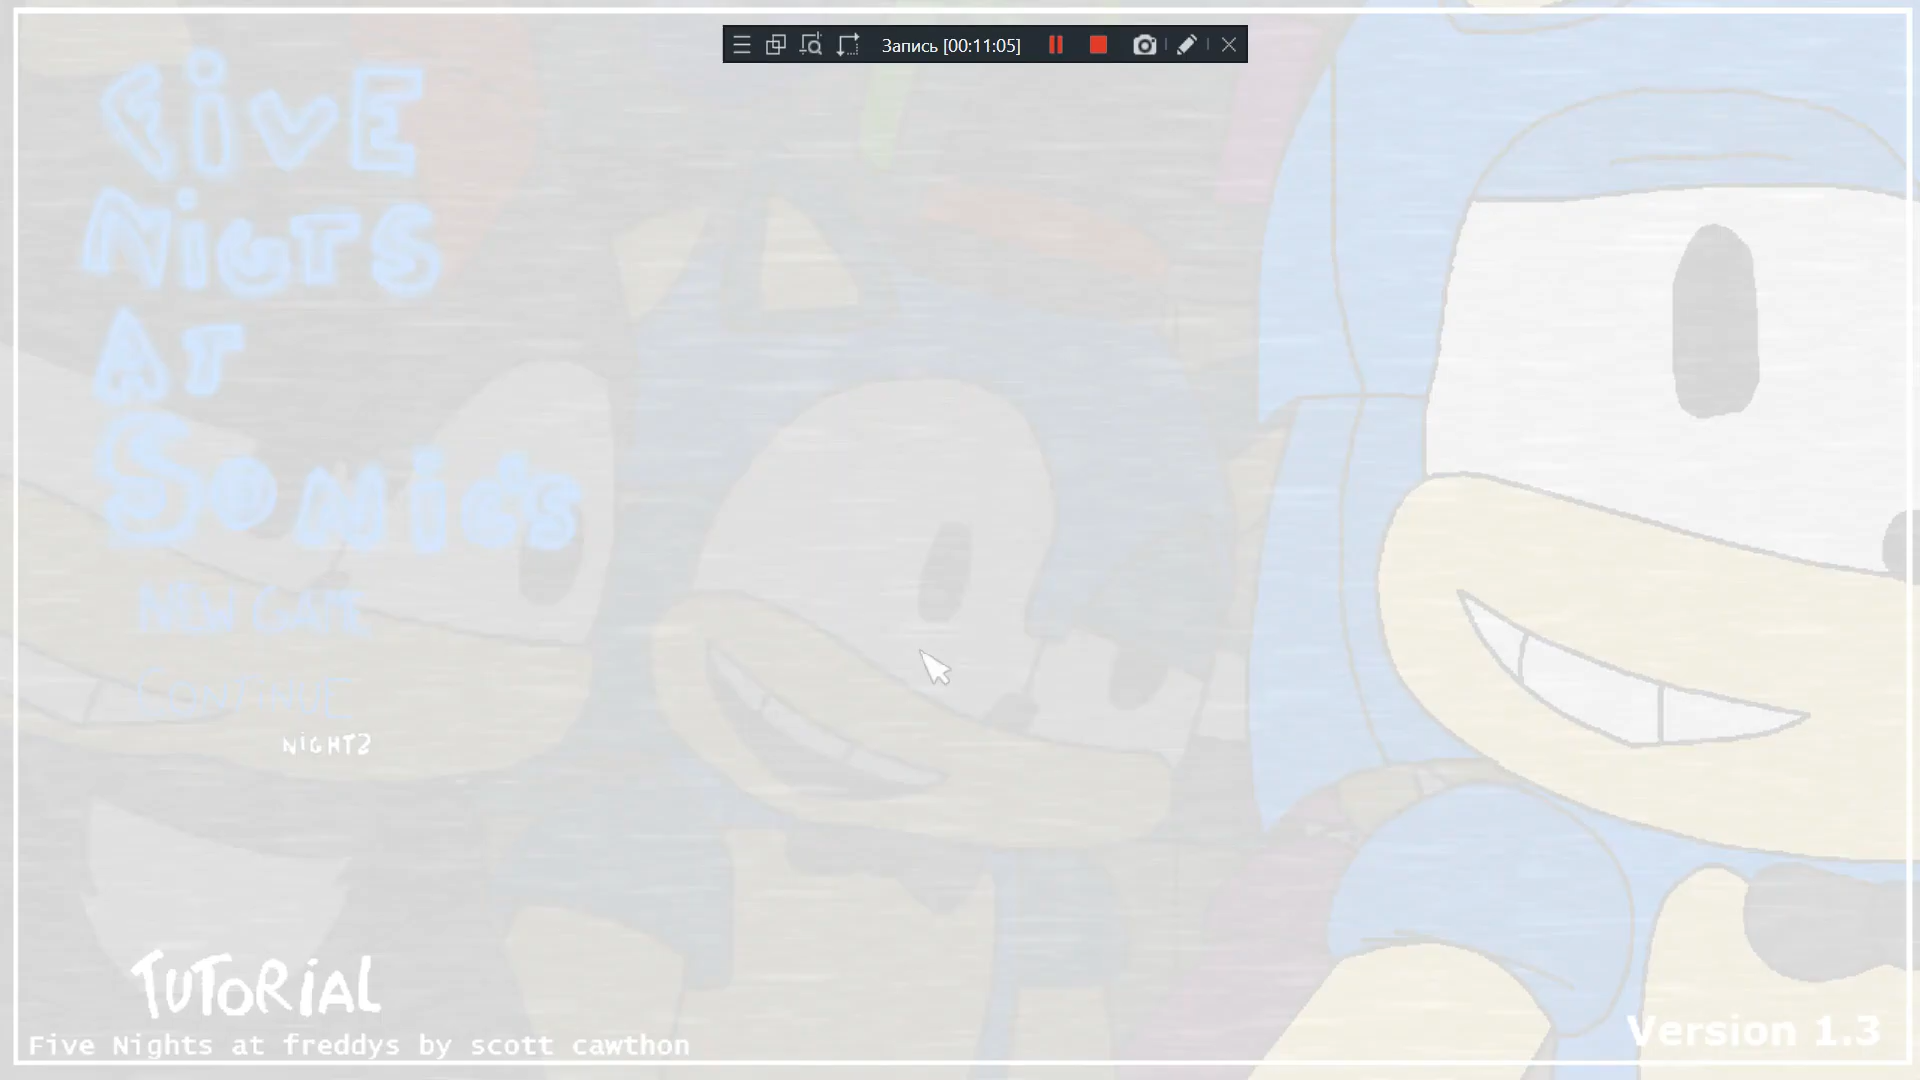 Запись [00:11:05]
FiVE
NiGTS
AT
SONiC'S
NEW GAME
CONTiNUE
NiGHT2
TUTORiAL
Five Nights at freddys by scott cawthon
Version 1.3